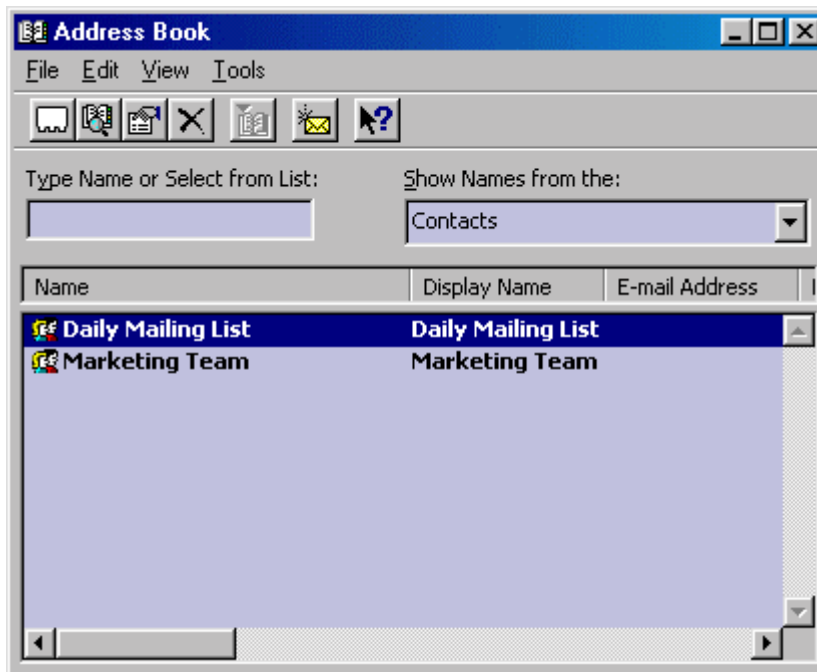 Address Book
File Edit View Tools
Type Name or Select from List: Show Names from the:
Contacts
Name Display Name E-mail Address
Daily Mailing List Daily Mailing List
Marketing Team Marketing Team